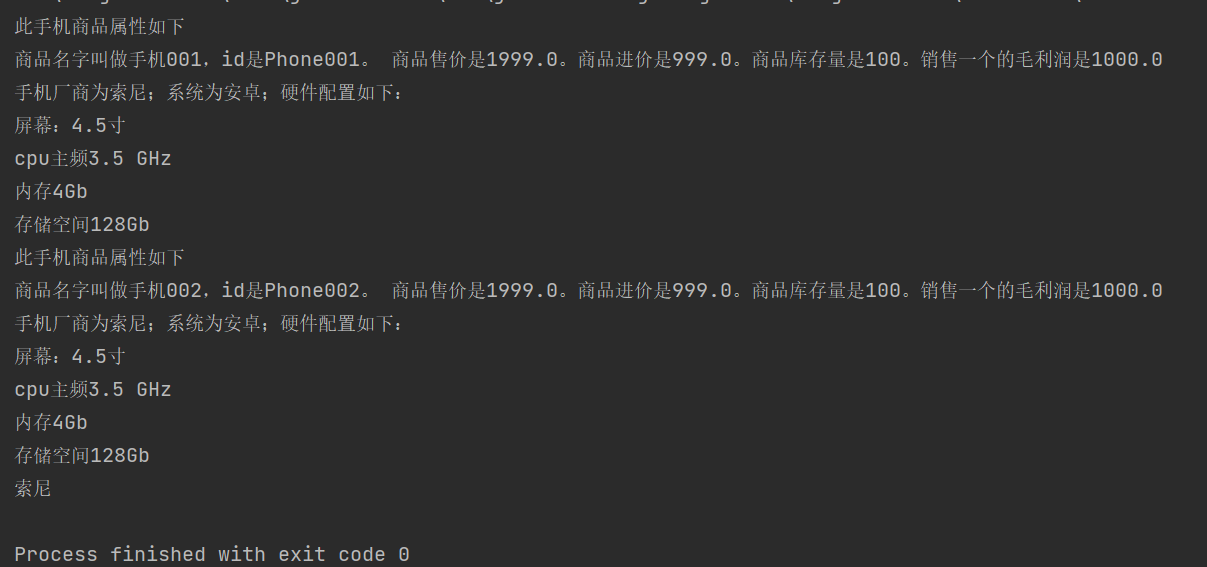 此手机商品属性如下
商品名字叫做手机001，id是Phone001。 商品售价是1999.0。商品进价是999.0。商品库存量是100。销售一个的毛利润是1000.0
手机厂商为索尼；系统为安卓；硬件配置如下：
屏幕：4.5寸
cpu主频3.5 GHz
内存4Gb
存储空间128Gb
此手机商品属性如下
商品名字叫做手机002，id是Phone002。 商品售价是1999.0。商品进价是999.0。商品库存量是100。销售一个的毛利润是1000.0
手机厂商为索尼；系统为安卓；硬件配置如下：
屏幕：4.5寸
cpu主频3.5 GHz
内存4Gb
存储空间128Gb
索尼
Process finished with exit code 0